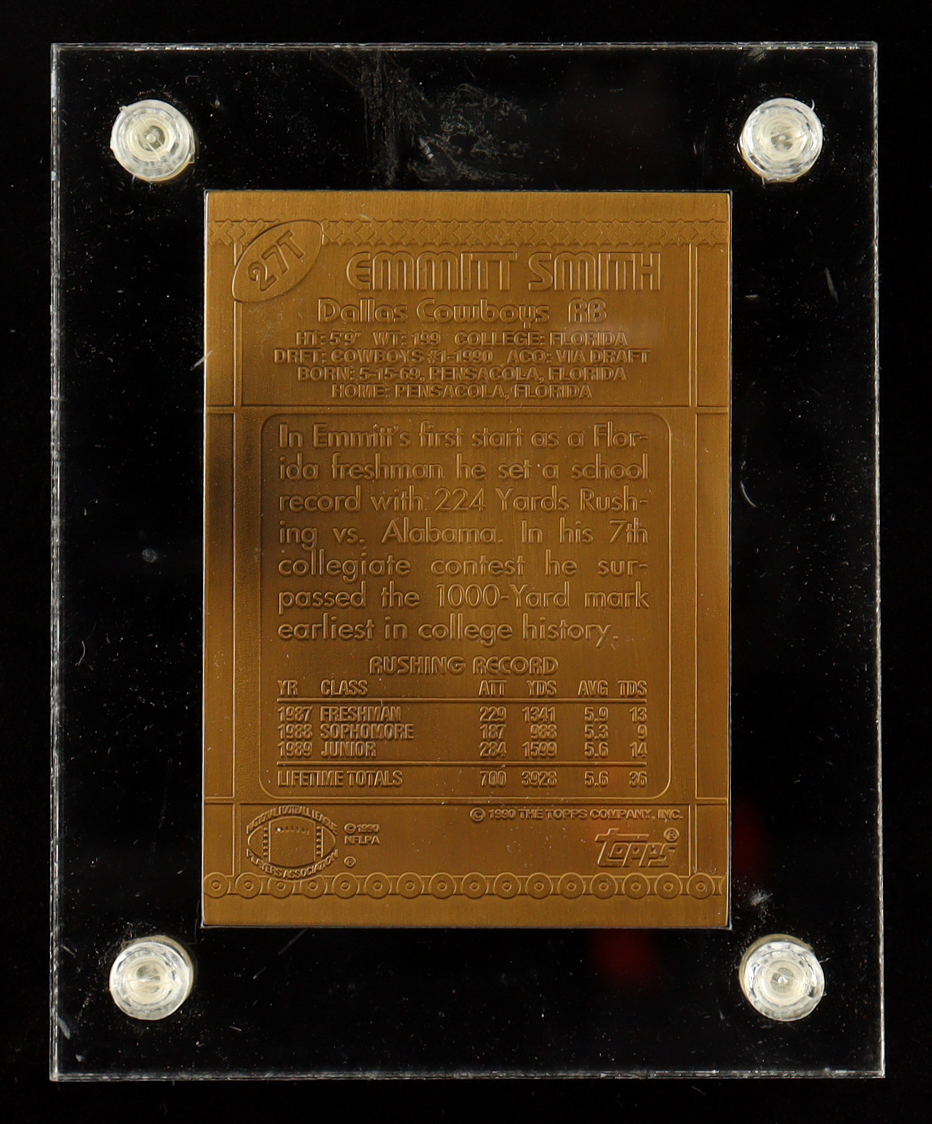 27T
EMMITT SMITH
Dallas Cowboys RB
HT: 5'9" WT: 199 COLLEGE: FLORIDA
DRFT: COWBOYS #1-1990 ACQ: VIA DRAFT
BORN: 5-15-69, PENSACOLA, FLORIDA
HOME: PENSACOLA, FLORIDA
In Emmitt's first start as a Flor-
ida freshman he set a school
record with 224 Yards Rush-
ing vs. Alabama. In his 7th
collegiate contest he sur-
passed the 1000-Yard mark
earliest in college history.
RUSHING RECORD
YR CLASS ATT YDS AVG TDS
1987 FRESHMAN 229 1341 5.9 13
1988 SOPHOMORE 187 988 5.3 9
1989 JUNIOR 284 1599 5.6 14
LIFETIME TOTALS 700 3928 5.6 36
© 1990 THE TOPPS COMPANY, INC.
NATIONAL FOOTBALL LEAGUE
PLAYERS ASSOCIATION
© 1990
NFLPA
®
topps®